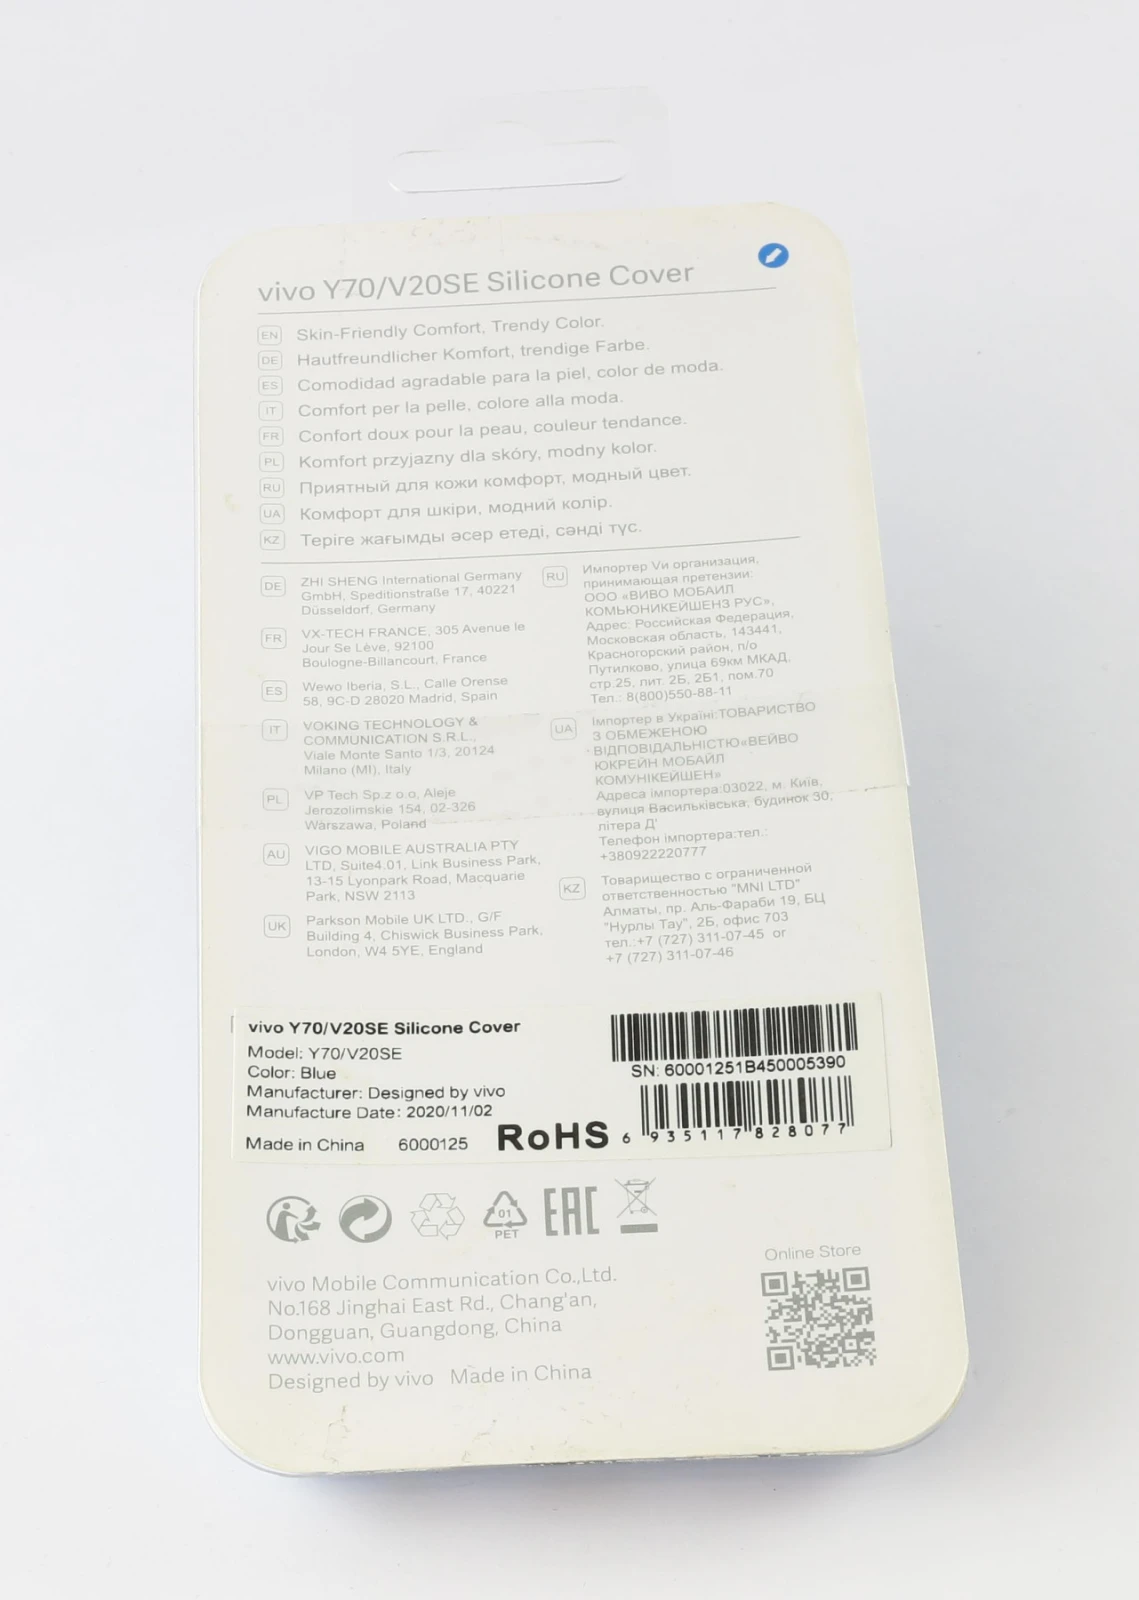 vivo Y70/V20SE Silicone Cover
EN Skin-Friendly Comfort, Trendy Color.
DE Hautfreundlicher Komfort, trendige Farbe.
ES Comodidad agradable para la piel, color de moda.
IT Comfort per la pelle, colore alla moda.
FR Confort doux pour la peau, couleur tendance.
PL Komfort przyjazny dla skóry, modny kolor.
RU Приятный для кожи комфорт, модный цвет.
UA Комфорт для шкіри, модний колір.
KZ Теріге жағымды әсер етеді, сәнді түс.
DE ZHI SHENG International Germany
GmbH, Speditionstraße 17, 40221
Düsseldorf, Germany
FR VX-TECH FRANCE, 305 Avenue le
Jour Se Lève, 92100
Boulogne-Billancourt, France
ES Wewo Iberia, S.L., Calle Orense
58, 9C-D 28020 Madrid, Spain
IT VOKING TECHNOLOGY &
COMMUNICATION S.R.L.,
Viale Monte Santo 1/3, 20124
Milano (MI), Italy
PL VP Tech Sp.z o.o, Aleje
Jerozolimskie 154, 02-326
Warszawa, Poland
AU VIGO MOBILE AUSTRALIA PTY
LTD, Suite4.01, Link Business Park,
13-15 Lyonpark Road, Macquarie
Park, NSW 2113
UK Parkson Mobile UK LTD., G/F
Building 4, Chiswick Business Park,
London, W4 5YE, England
RU Импортер Vи организация,
принимающая претензии:
ООО «ВИВО МОБАЙЛ
КОМЬЮНИКЕЙШЕНЗ РУС»,
Адрес: Российская Федерация,
Московская область, 143441,
Красногорский район, п/о
Путилково, улица 69км МКАД,
стр.25, лит. 2Б, 2Б1, пом.70
Тел.: 8(800)550-88-11
UA Імпортер в Україні:ТОВАРИСТВО
З ОБМЕЖЕНОЮ
ВІДПОВІДАЛЬНІСТЮ«ВЕЙВО
ЮКРЕЙН МОБАЙЛ
КОМУНІКЕЙШЕН»
Адреса імпортера:03022, м. Київ,
вулиця Васильківська, будинок 30,
літера Д'
Телефон імпортера:тел.:
+380922220777
KZ Товарищество с ограниченной
ответственностью "MNI LTD"
Алматы, пр. Аль-Фараби 19, БЦ
"Нурлы Тау", 2Б, офис 703
тел.:+7 (727) 311-07-45 or
+7 (727) 311-07-46
vivo Y70/V20SE Silicone Cover
Model: Y70/V20SE
Color: Blue
Manufacturer: Designed by vivo
Manufacture Date: 2020/11/02
Made in China 6000125 RoHS
SN: 60001251B450005390
6 935117 828077
01
PET
EAC
vivo Mobile Communication Co.,Ltd.
No.168 Jinghai East Rd., Chang'an,
Dongguan, Guangdong, China
www.vivo.com
Designed by vivo Made in China
Online Store